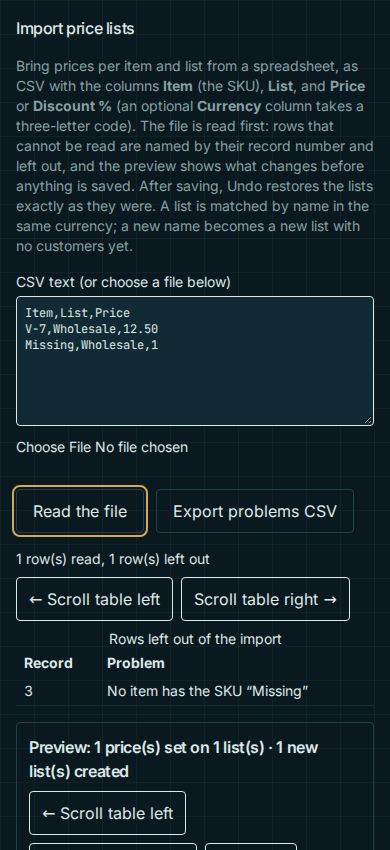 Import price lists
Bring prices per item and list from a spreadsheet, as
CSV with the columns Item (the SKU), List, and Price
or Discount % (an optional Currency column takes a
three-letter code). The file is read first: rows that
cannot be read are named by their record number and
left out, and the preview shows what changes before
anything is saved. After saving, Undo restores the lists
exactly as they were. A list is matched by name in the
same currency; a new name becomes a new list with
no customers yet.
CSV text (or choose a file below)
Item,List,Price
V-7,Wholesale,12.50
Missing,Wholesale,1
Choose File No file chosen
Read the file Export problems CSV
1 row(s) read, 1 row(s) left out
← Scroll table left Scroll table right →
Rows left out of the import
Record Problem
3 No item has the SKU “Missing”
Preview: 1 price(s) set on 1 list(s) · 1 new
list(s) created
← Scroll table left